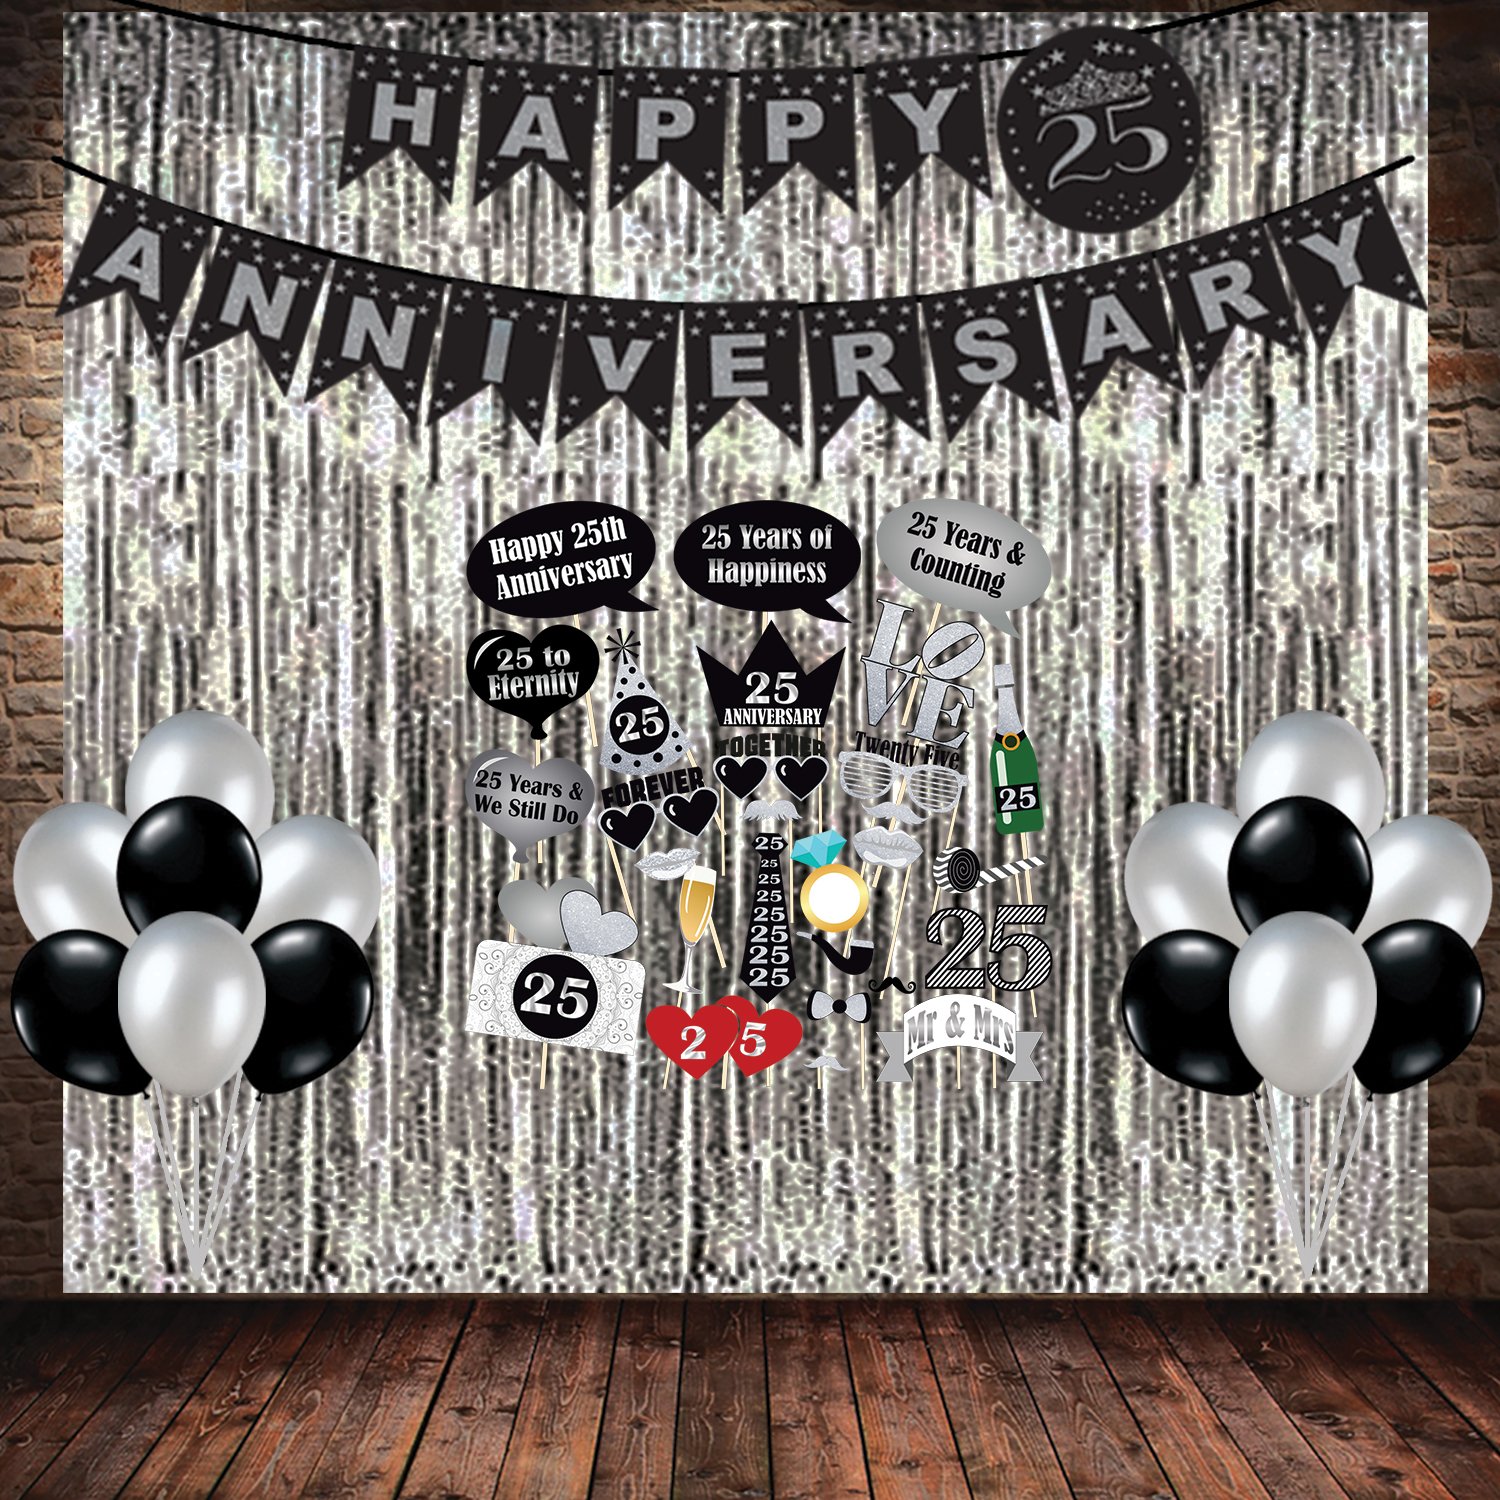 HAPPY 25
ANNIVERSARY
Happy 25th
Anniversary
25 Years of
Happiness
25 Years &
Counting
25 to
Eternity
25
25
ANNIVERSARY
LO
VE
Twenty Five
25
25 Years &
We Still Do
FOREVER
TOGETHER
25
25
25
25
25
25
25
25
25
25
2 5
Mr & Mrs